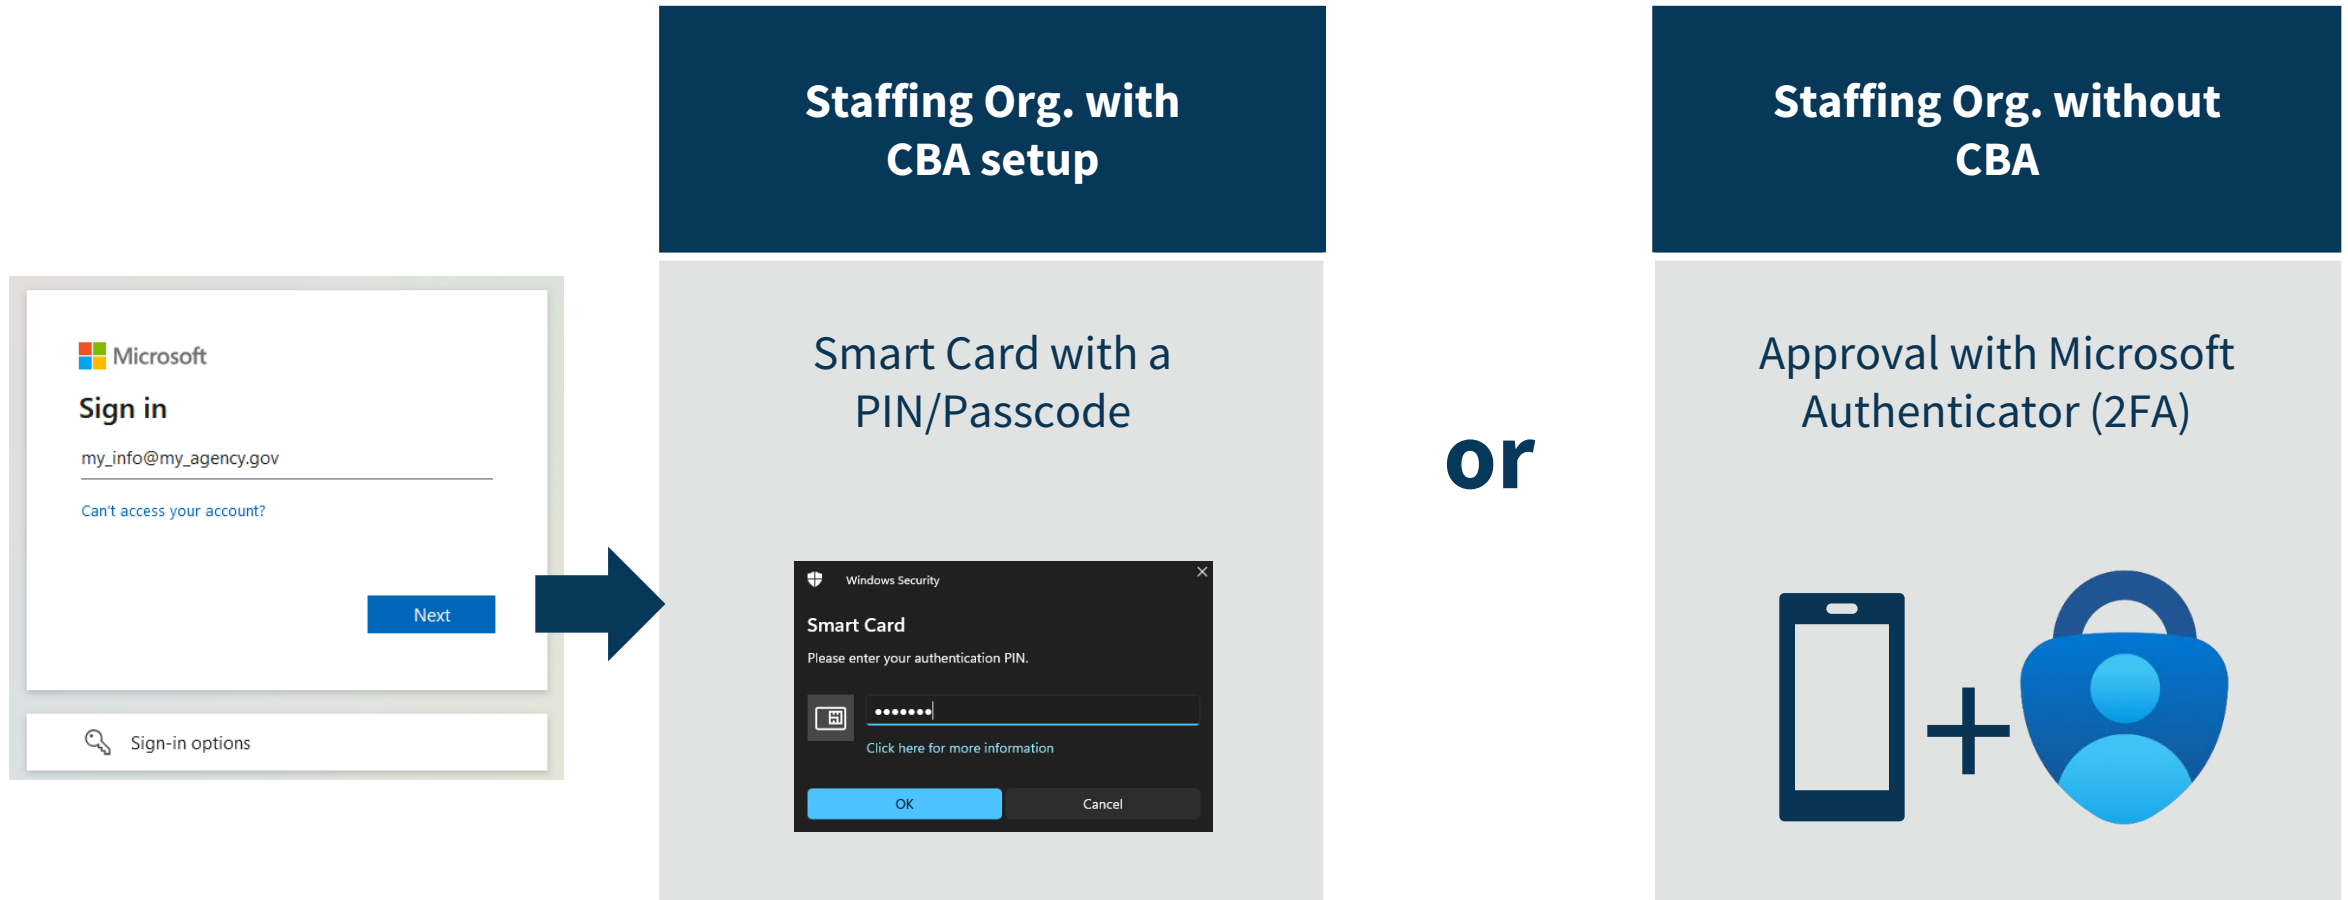 Staffing Org. with
CBA setup
Staffing Org. without
CBA
Microsoft
Sign in
my_info@my_agency.gov
Can't access your account?
Next
Sign-in options
Smart Card with a
PIN/Passcode
Windows Security
Smart Card
Please enter your authentication PIN.
Click here for more information
OK
Cancel
or
Approval with Microsoft
Authenticator (2FA)